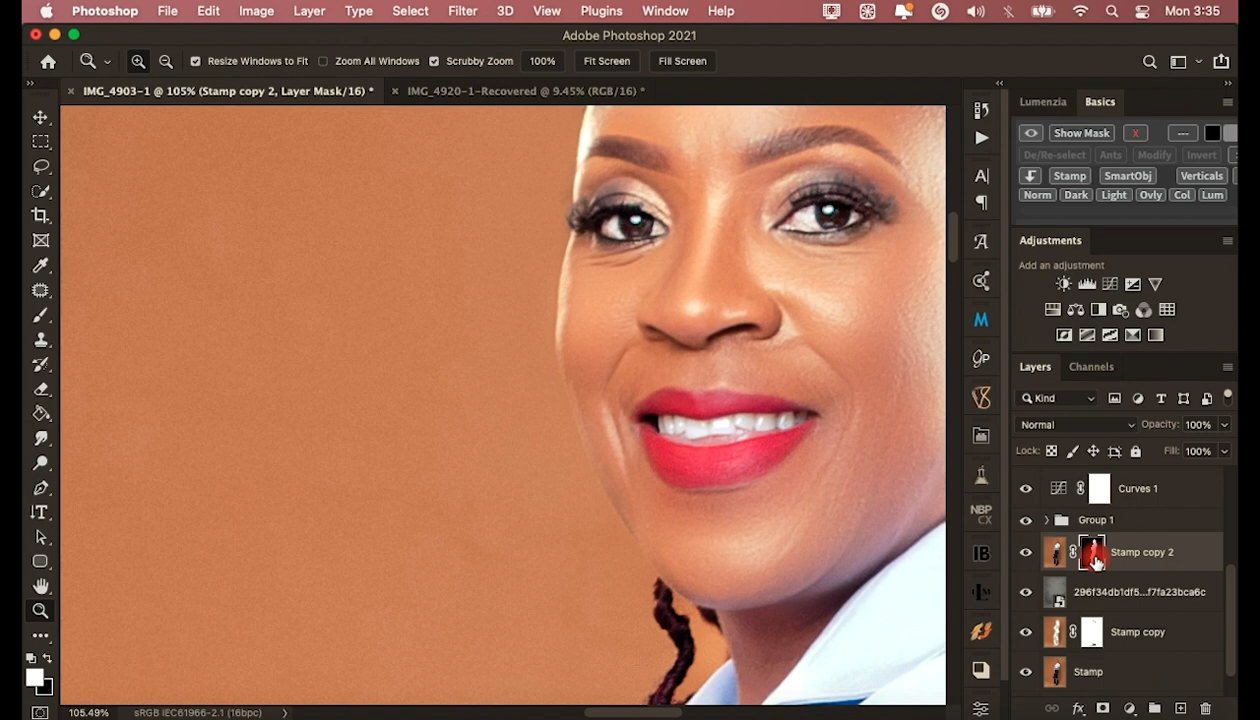 Photoshop File Edit Image Layer Type Select Filter 3D View Plugins Window Help Mon 3:35
Adobe Photoshop 2021
Resize Windows to Fit Zoom All Windows Scrubby Zoom 100% Fit Screen Fill Screen
IMG_4903-1 @ 105% (Stamp copy 2, Layer Mask/16) * IMG_4920-1-Recovered @ 9.45% (RGB/16) *
Lumenzia Basics
Show Mask X ---
De/Re-select Ants Modify Invert
Stamp SmartObj Verticals
Norm Dark Light Ovly Col Lum
Adjustments
Add an adjustment
Layers Channels
Kind
Normal Opacity: 100%
Lock: Fill: 100%
Curves 1
Group 1
Stamp copy 2
296f34db1df5...f7fa23bca6c
Stamp copy
Stamp
NBP
CX
IB
105.49% sRGB IEC61966-2.1 (16bpc)